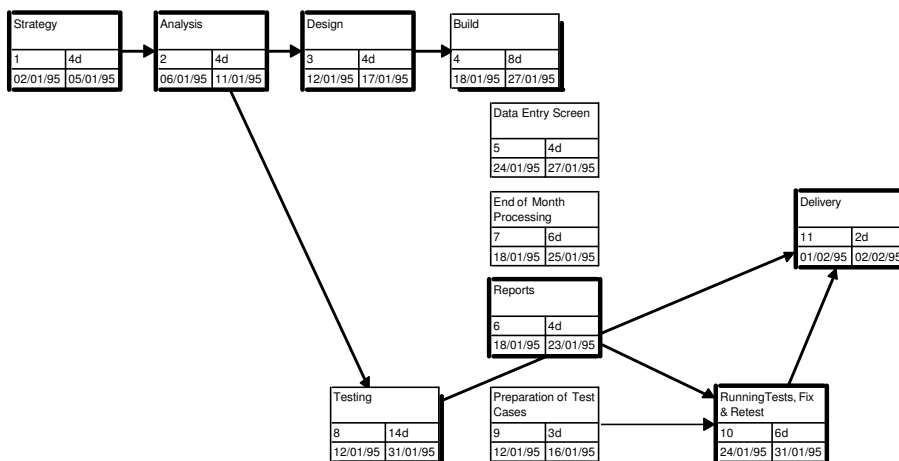 Strategy
1 4d
02/01/95 05/01/95
Analysis
2 4d
06/01/95 11/01/95
Design
3 4d
12/01/95 17/01/95
Build
4 8d
18/01/95 27/01/95
Data Entry Screen
5 4d
24/01/95 27/01/95
End of Month
Processing
7 6d
18/01/95 25/01/95
Delivery
11 2d
01/02/95 02/02/95
Reports
6 4d
18/01/95 23/01/95
Testing
8 14d
12/01/95 31/01/95
Preparation of Test
Cases
9 3d
12/01/95 16/01/95
RunningTests, Fix
& Retest
10 6d
24/01/95 31/01/95